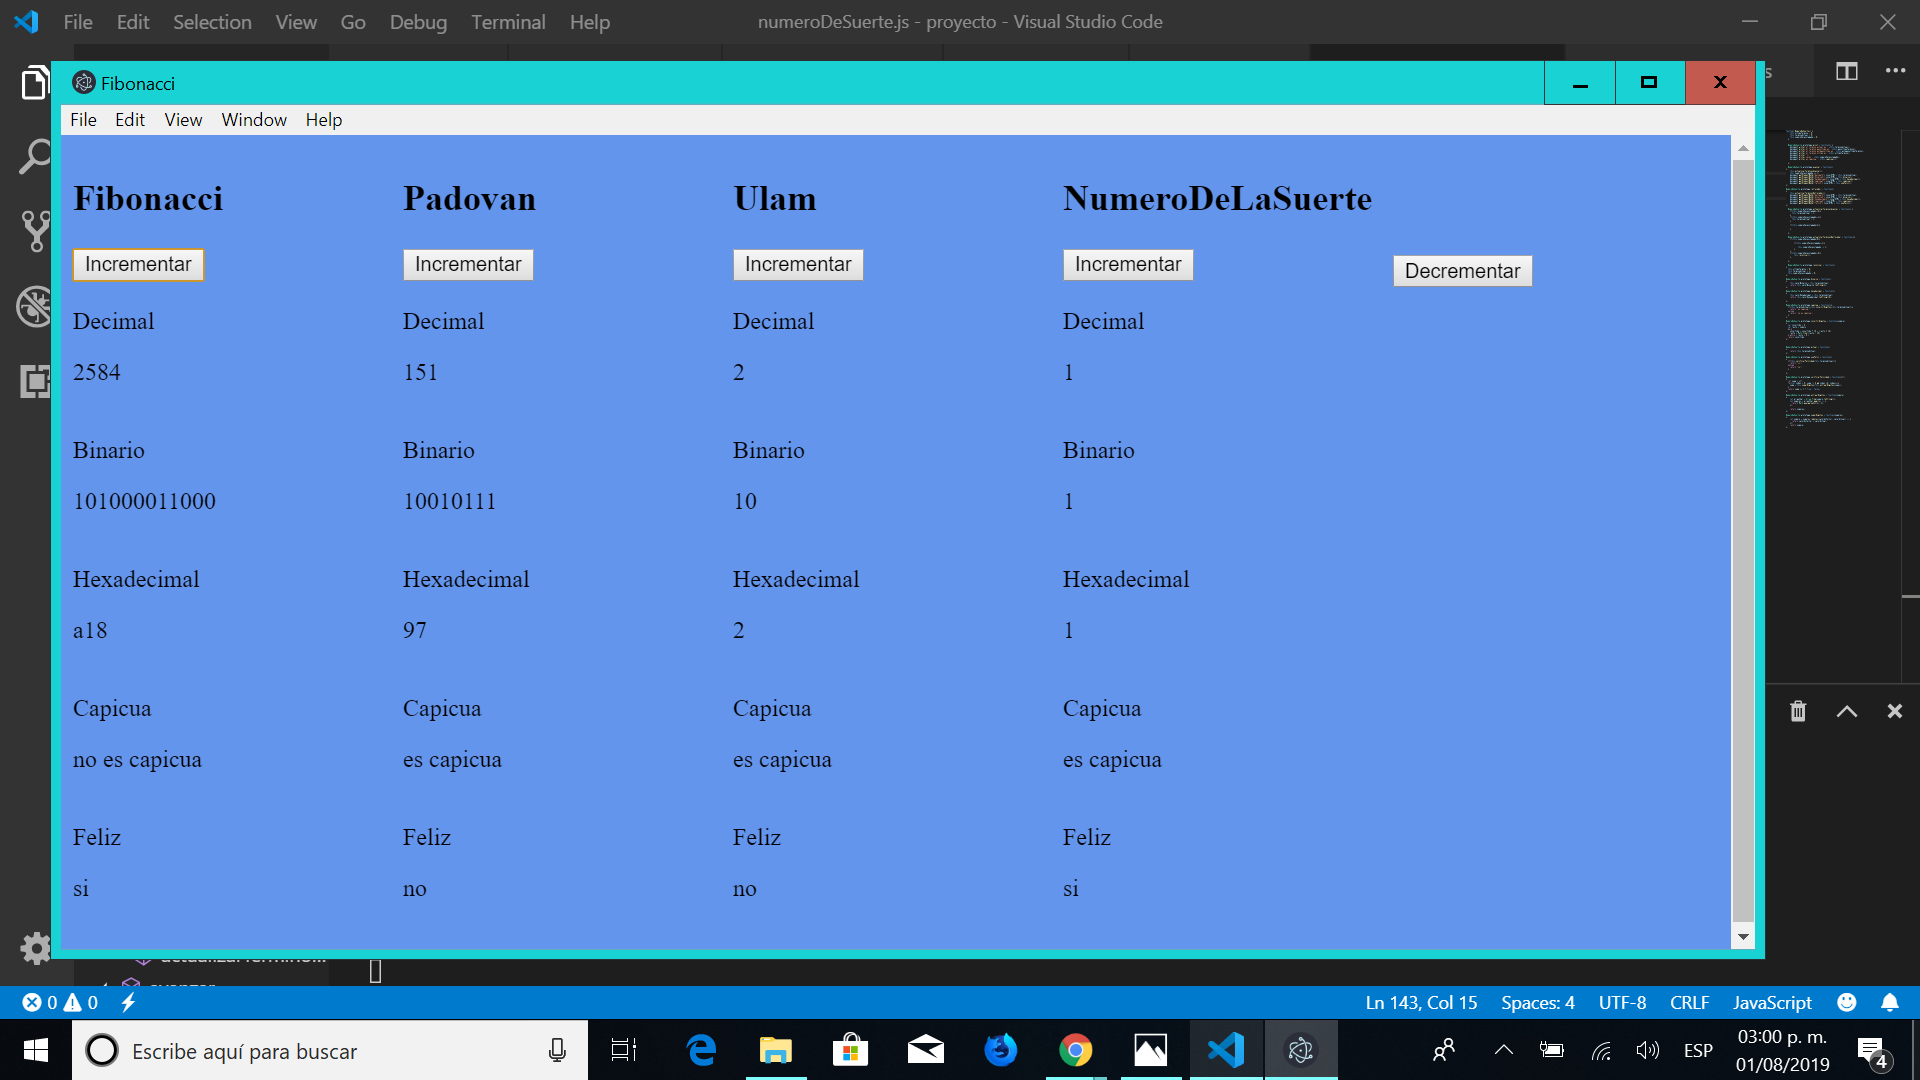 File Edit Selection View Go Debug Terminal Help
numeroDeSuerte.js - proyecto - Visual Studio Code
Fibonacci
File Edit View Window Help
Fibonacci Padovan Ulam NumeroDeLaSuerte
Incrementar Incrementar Incrementar Incrementar Decrementar
Decimal Decimal Decimal Decimal
2584 151 2 1
Binario Binario Binario Binario
101000011000 10010111 10 1
Hexadecimal Hexadecimal Hexadecimal Hexadecimal
a18 97 2 1
Capicua Capicua Capicua Capicua
no es capicua es capicua es capicua es capicua
Feliz Feliz Feliz Feliz
si no no si
0 0 Ln 143, Col 15 Spaces: 4 UTF-8 CRLF JavaScript
Escribe aquí para buscar
ESP
03:00 p. m.
01/08/2019
4